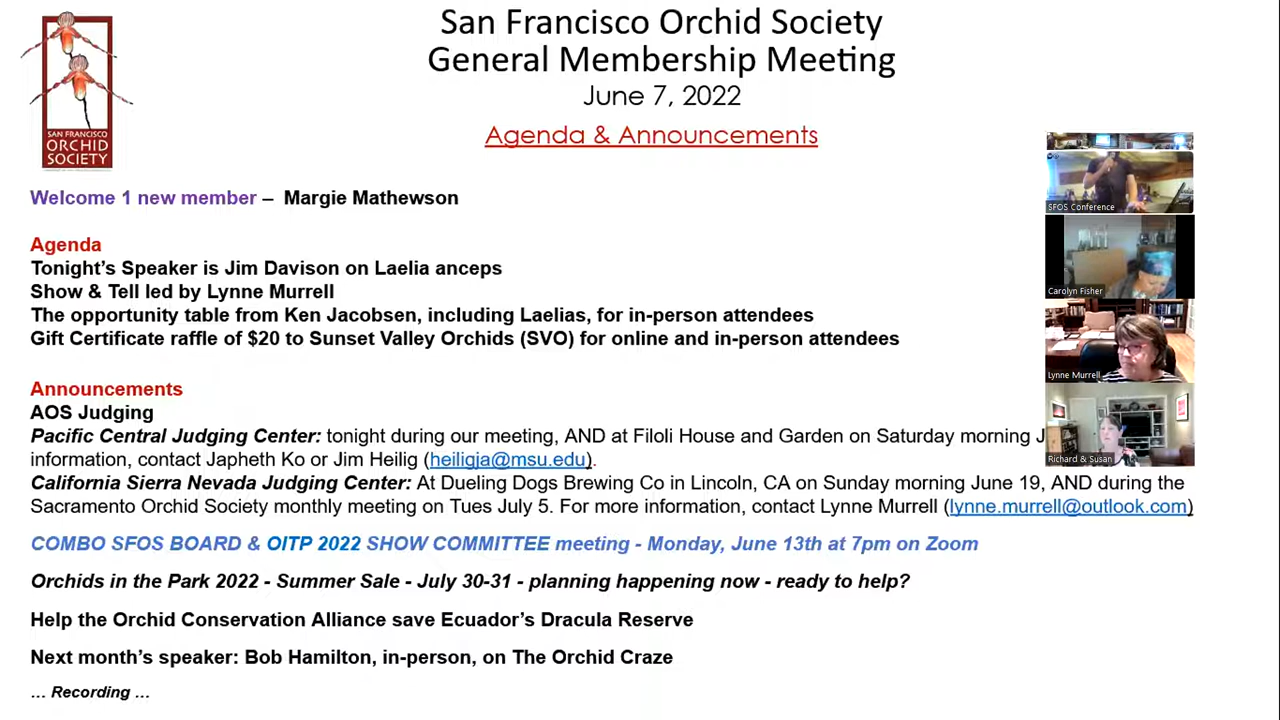 San Francisco Orchid Society
General Membership Meeting
June 7, 2022
Agenda & Announcements
SAN FRANCISCO
ORCHID
SOCIETY
Welcome 1 new member – Margie Mathewson
Agenda
Tonight's Speaker is Jim Davison on Laelia anceps
Show & Tell led by Lynne Murrell
The opportunity table from Ken Jacobsen, including Laelias, for in-person attendees
Gift Certificate raffle of $20 to Sunset Valley Orchids (SVO) for online and in-person attendees
Announcements
AOS Judging
Pacific Central Judging Center: tonight during our meeting, AND at Filoli House and Garden on Saturday morning J
information, contact Japheth Ko or Jim Heilig (heiligja@msu.edu).
California Sierra Nevada Judging Center: At Dueling Dogs Brewing Co in Lincoln, CA on Sunday morning June 19, AND during the
Sacramento Orchid Society monthly meeting on Tues July 5. For more information, contact Lynne Murrell (lynne.murrell@outlook.com)
COMBO SFOS BOARD & OITP 2022 SHOW COMMITTEE meeting - Monday, June 13th at 7pm on Zoom
Orchids in the Park 2022 - Summer Sale - July 30-31 - planning happening now - ready to help?
Help the Orchid Conservation Alliance save Ecuador's Dracula Reserve
Next month's speaker: Bob Hamilton, in-person, on The Orchid Craze
… Recording …
SFOS Conference
Carolyn Fisher
Lynne Murrell
Richard & Susan